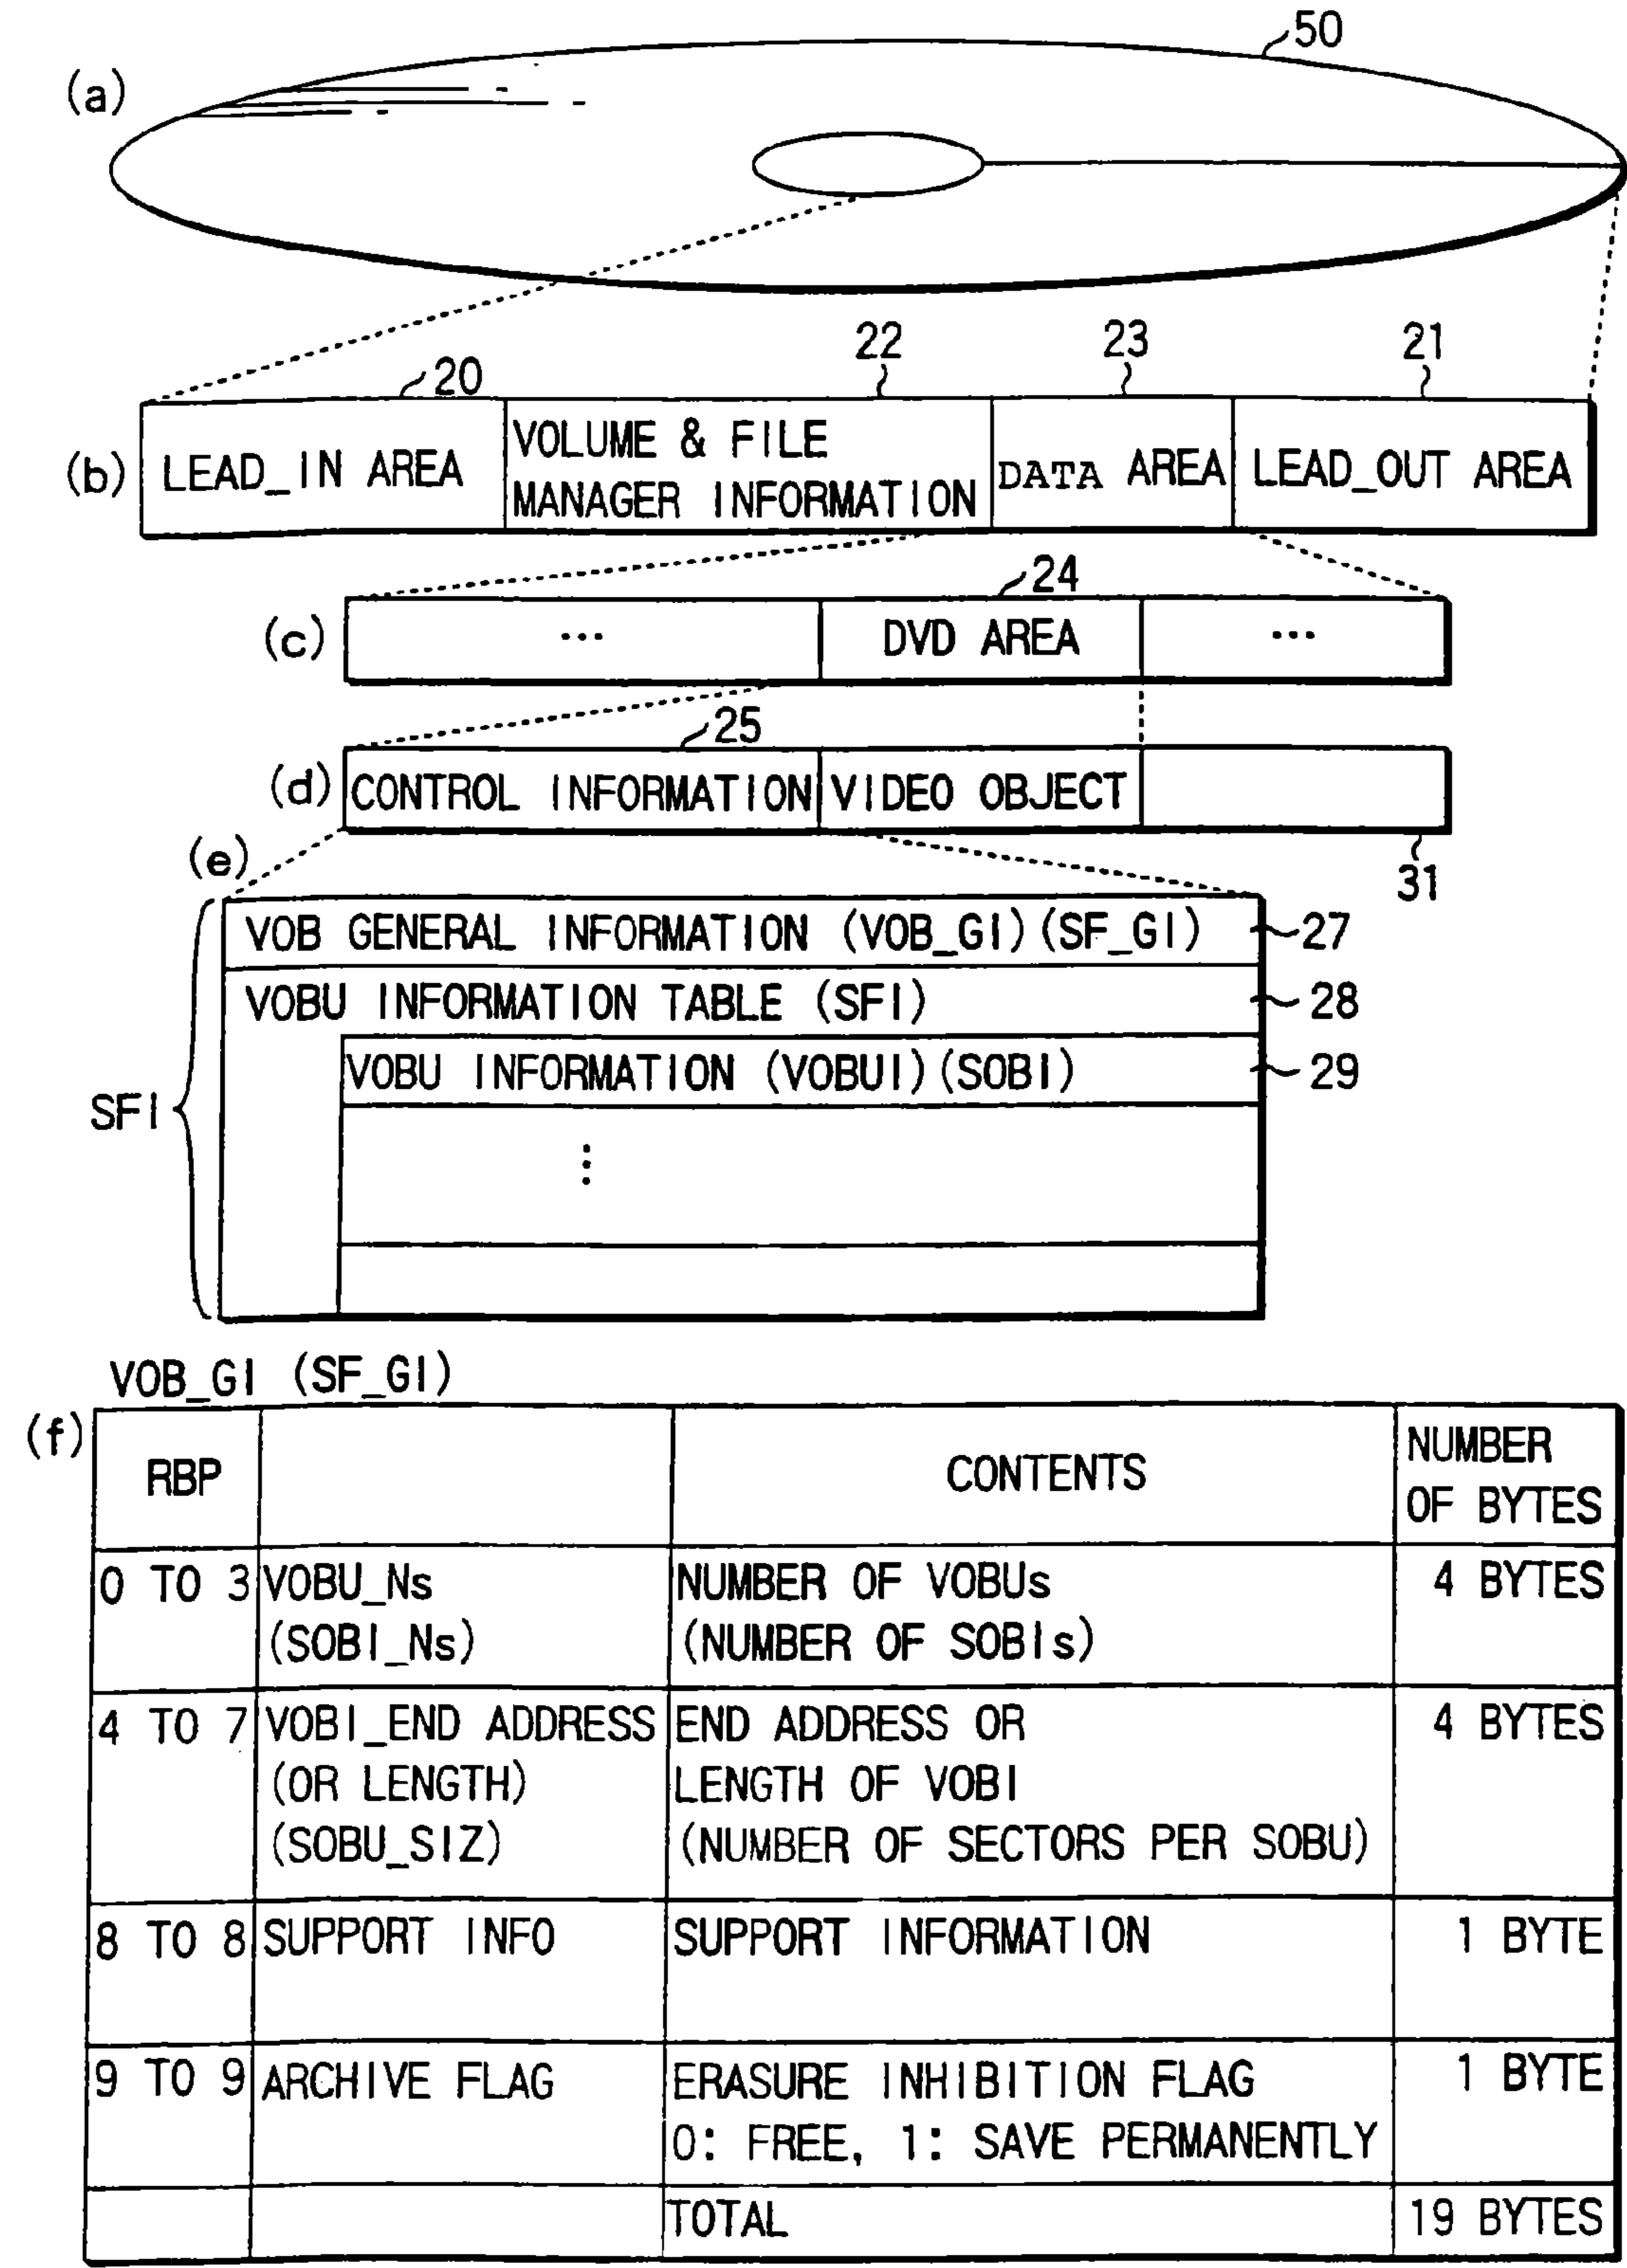 50
(a)
22
23
21
20
(b)
LEAD_IN AREA
VOLUME & FILE
MANAGER INFORMATION
DATA AREA
LEAD_OUT AREA
24
(c)
...
DVD AREA
...
25
(d)
CONTROL INFORMATION
VIDEO OBJECT
31
(e)
VOB GENERAL INFORMATION (VOB_GI)(SF_GI)
27
VOBU INFORMATION TABLE (SFI)
28
VOBU INFORMATION (VOBUI)(SOBI)
29
SFI
VOB_GI (SF_GI)
(f)
RBP
CONTENTS
NUMBER
OF BYTES
0 TO 3
VOBU_Ns
(SOBI_Ns)
NUMBER OF VOBUs
(NUMBER OF SOBIs)
4 BYTES
4 TO 7
VOBI_END ADDRESS
(OR LENGTH)
(SOBU_SIZ)
END ADDRESS OR
LENGTH OF VOBI
(NUMBER OF SECTORS PER SOBU)
4 BYTES
8 TO 8
SUPPORT INFO
SUPPORT INFORMATION
1 BYTE
9 TO 9
ARCHIVE FLAG
ERASURE INHIBITION FLAG
0: FREE, 1: SAVE PERMANENTLY
1 BYTE
TOTAL
19 BYTES